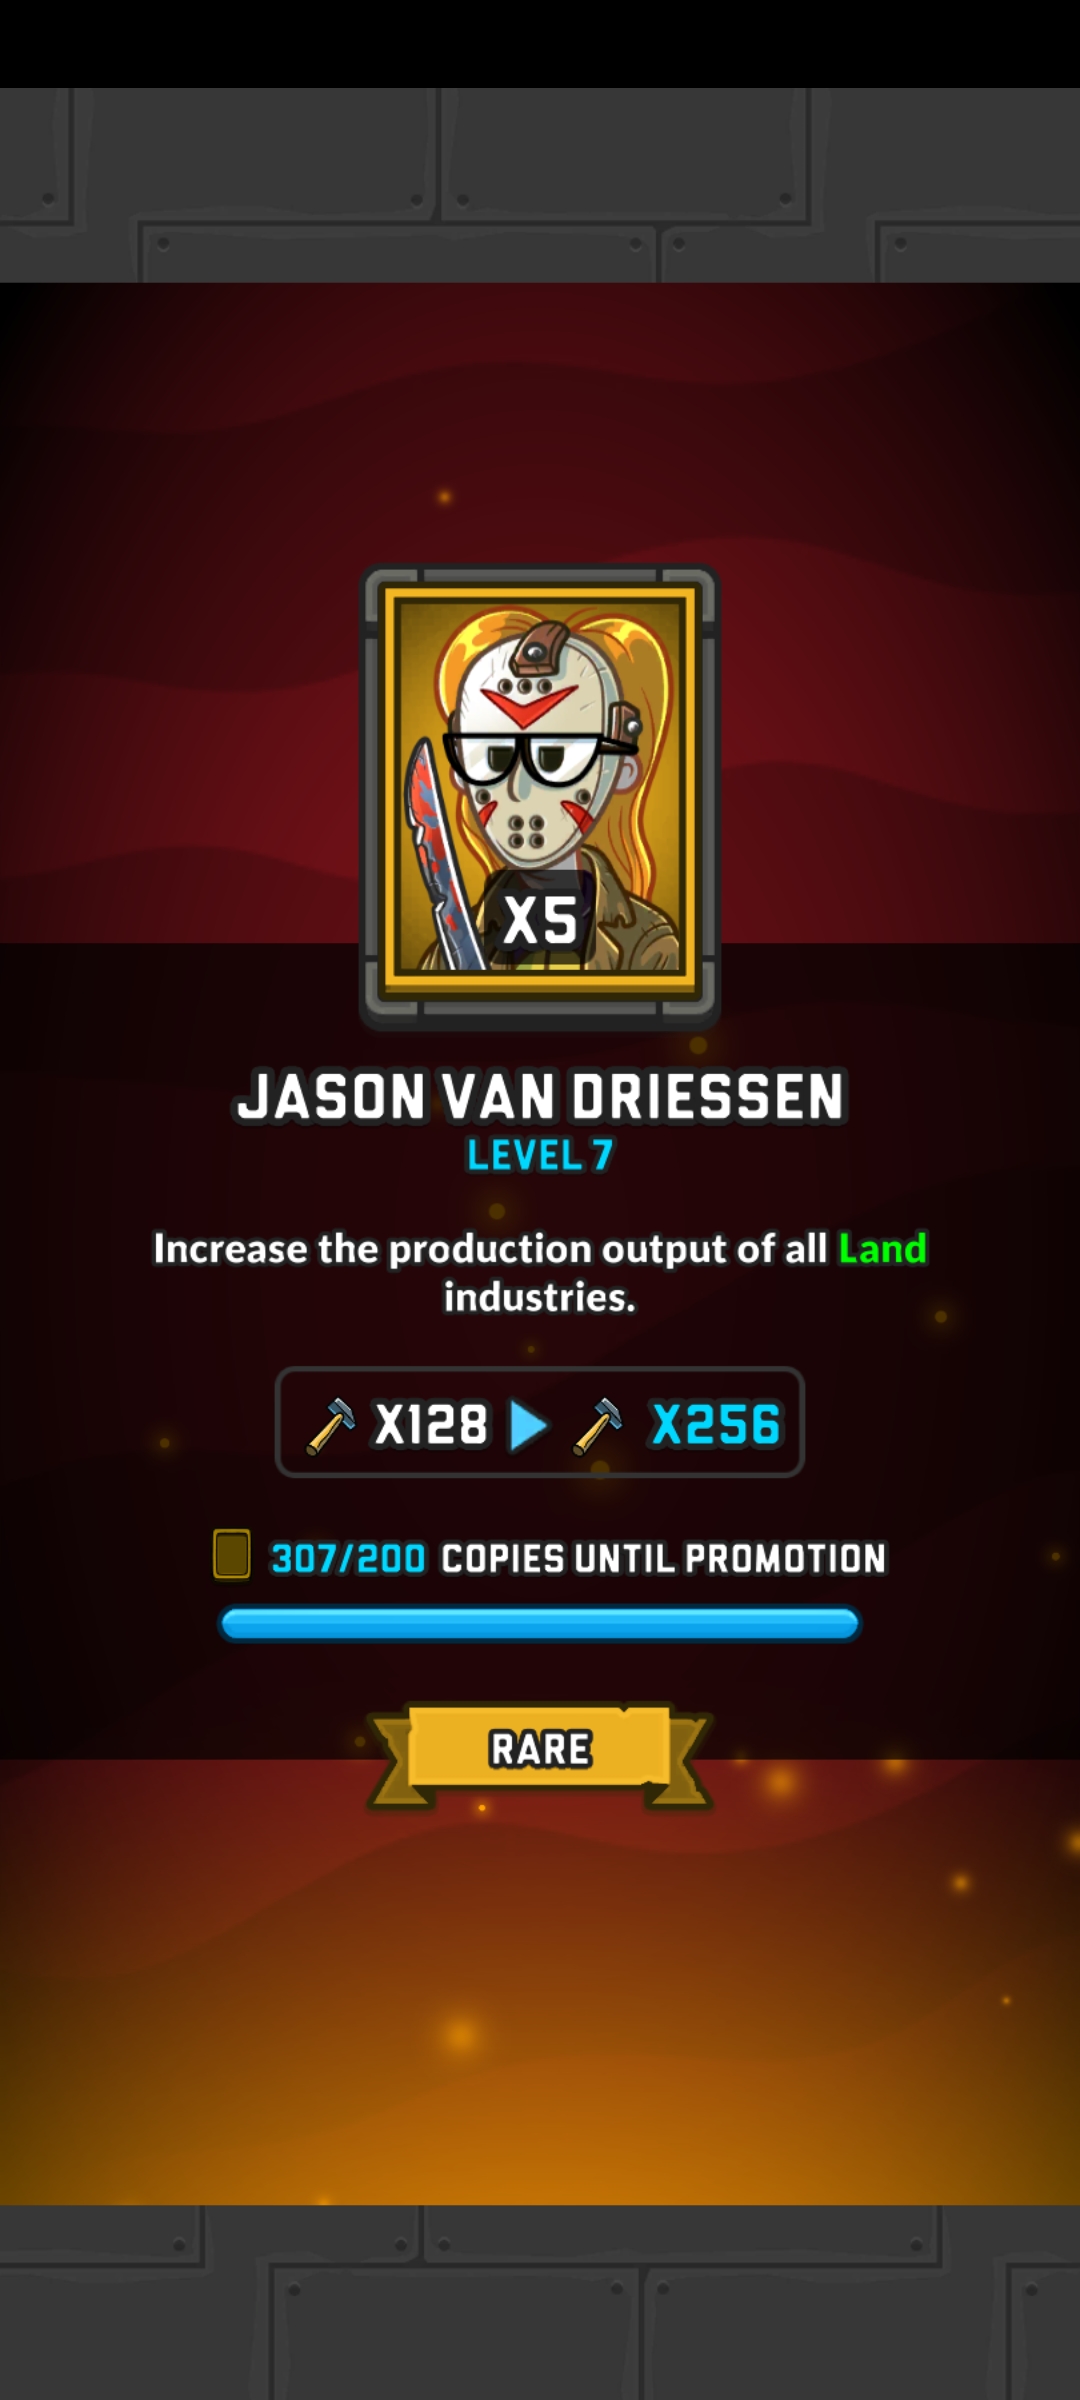 X5
JASON VAN DRIESSEN
LEVEL 7
Increase the production output of all Land
industries.
X128 X256
307/200 COPIES UNTIL PROMOTION
RARE